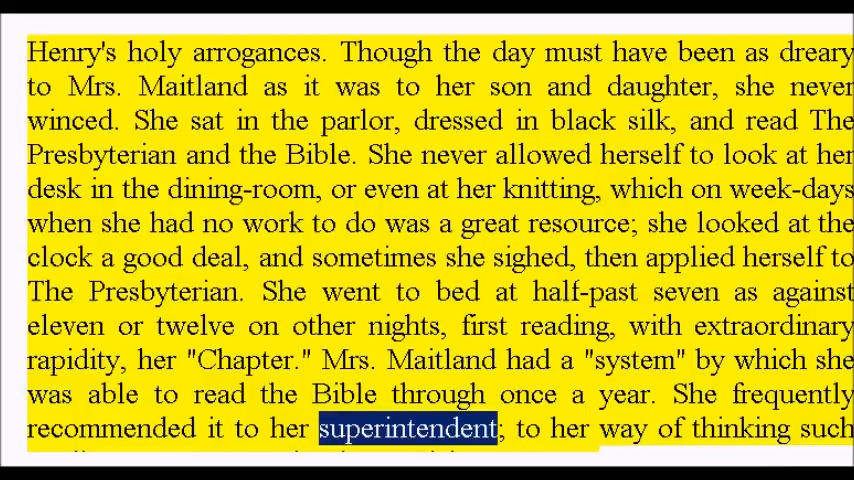 Henry's holy arrogances. Though the day must have been as dreary
to Mrs. Maitland as it was to her son and daughter, she never
winced. She sat in the parlor, dressed in black silk, and read The
Presbyterian and the Bible. She never allowed herself to look at her
desk in the dining-room, or even at her knitting, which on week-days
when she had no work to do was a great resource; she looked at the
clock a good deal, and sometimes she sighed, then applied herself to
The Presbyterian. She went to bed at half-past seven as against
eleven or twelve on other nights, first reading, with extraordinary
rapidity, her "Chapter." Mrs. Maitland had a "system" by which she
was able to read the Bible through once a year. She frequently
recommended it to her superintendent; to her way of thinking such